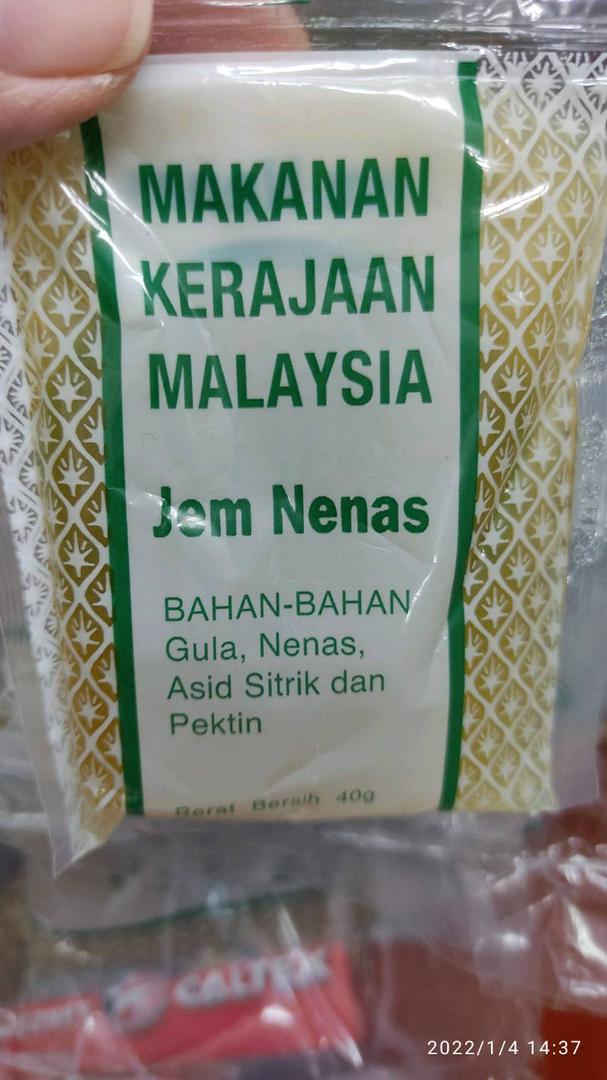 MAKANAN
KERAJAAN
MALAYSIA
Jem Nenas
BAHAN-BAHAN
Gula, Nenas,
Asid Sitrik dan
Pektin
Berat Bersih 40g
CALTEX
2022/1/4 14:37